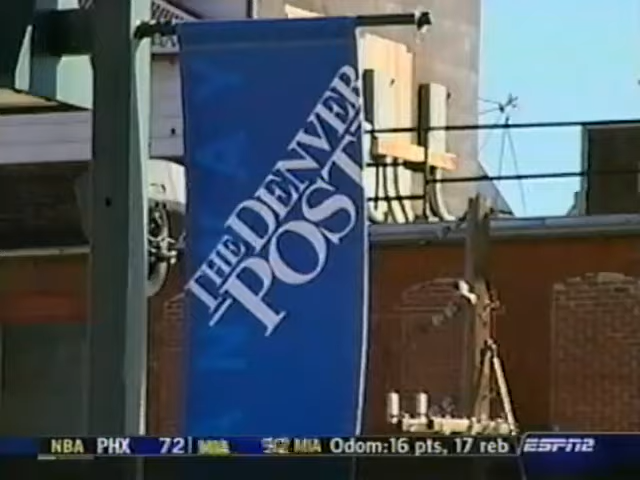 THE DENVER
POST
NBA PHX 72 MIA Odom:16 pts, 17 reb ESPN2